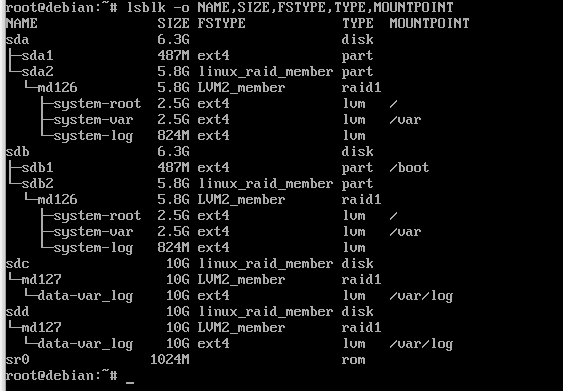 root@debian:~# lsblk -o NAME,SIZE,FSTYPE,TYPE,MOUNTPOINT
NAME                  SIZE FSTYPE            TYPE  MOUNTPOINT
sda                   6.3G                   disk
├─sda1                487M ext4              part
└─sda2                5.8G linux_raid_member part
  └─md126             5.8G LVM2_member       raid1
    ├─system-root     2.5G ext4              lvm   /
    ├─system-var      2.5G ext4              lvm   /var
    └─system-log      824M ext4              lvm
sdb                   6.3G                   disk
├─sdb1                487M ext4              part  /boot
└─sdb2                5.8G linux_raid_member part
  └─md126             5.8G LVM2_member       raid1
    ├─system-root     2.5G ext4              lvm   /
    ├─system-var      2.5G ext4              lvm   /var
    └─system-log      824M ext4              lvm
sdc                    10G linux_raid_member disk
└─md127                10G LVM2_member       raid1
  └─data-var_log       10G ext4              lvm   /var/log
sdd                    10G linux_raid_member disk
└─md127                10G LVM2_member       raid1
  └─data-var_log       10G ext4              lvm   /var/log
sr0                  1024M                   rom
root@debian:~# _